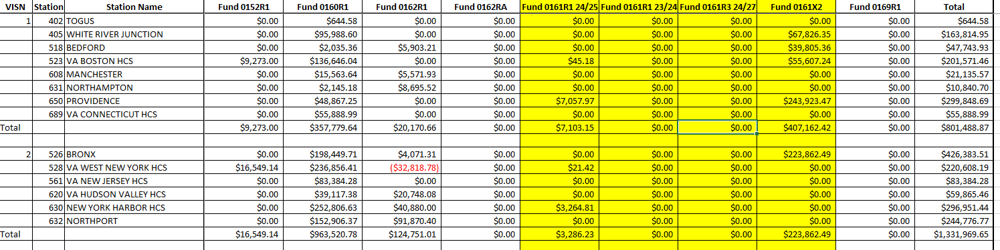 VISN Station Station Name Fund 0152R1 Fund 0160R1 Fund 0162R1 Fund 0162RA Fund 0161R1 24/25 Fund 0161R1 23/24 Fund 0161R3 24/27 Fund 0161X2 Fund 0169R1 Total
1 402 TOGUS $0.00 $644.58 $0.00 $0.00 $0.00 $0.00 $0.00 $0.00 $0.00 $644.58
405 WHITE RIVER JUNCTION $0.00 $95,988.60 $0.00 $0.00 $0.00 $0.00 $0.00 $67,826.35 $0.00 $163,814.95
518 BEDFORD $0.00 $2,035.36 $5,903.21 $0.00 $0.00 $0.00 $0.00 $39,805.36 $0.00 $47,743.93
523 VA BOSTON HCS $9,273.00 $136,646.04 $0.00 $0.00 $45.18 $0.00 $0.00 $55,607.24 $0.00 $201,571.46
608 MANCHESTER $0.00 $15,563.64 $5,571.93 $0.00 $0.00 $0.00 $0.00 $0.00 $0.00 $21,135.57
631 NORTHAMPTON $0.00 $2,145.18 $8,695.52 $0.00 $0.00 $0.00 $0.00 $0.00 $0.00 $10,840.70
650 PROVIDENCE $0.00 $48,867.25 $0.00 $0.00 $7,057.97 $0.00 $0.00 $243,923.47 $0.00 $299,848.69
689 VA CONNECTICUT HCS $0.00 $55,888.99 $0.00 $0.00 $0.00 $0.00 $0.00 $0.00 $0.00 $55,888.99
Total $9,273.00 $357,779.64 $20,170.66 $0.00 $7,103.15 $0.00 $0.00 $407,162.42 $0.00 $801,488.87
2 526 BRONX $0.00 $198,449.71 $4,071.31 $0.00 $0.00 $0.00 $0.00 $223,862.49 $0.00 $426,383.51
528 VA WEST NEW YORK HCS $16,549.14 $236,856.41 ($32,818.78) $0.00 $21.42 $0.00 $0.00 $0.00 $0.00 $220,608.19
561 VA NEW JERSEY HCS $0.00 $83,384.28 $0.00 $0.00 $0.00 $0.00 $0.00 $0.00 $0.00 $83,384.28
620 VA HUDSON VALLEY HCS $0.00 $39,117.38 $20,748.08 $0.00 $0.00 $0.00 $0.00 $0.00 $0.00 $59,865.46
630 NEW YORK HARBOR HCS $0.00 $252,806.63 $40,880.00 $0.00 $3,264.81 $0.00 $0.00 $0.00 $0.00 $296,951.44
632 NORTHPORT $0.00 $152,906.37 $91,870.40 $0.00 $0.00 $0.00 $0.00 $0.00 $0.00 $244,776.77
Total $16,549.14 $963,520.78 $124,751.01 $0.00 $3,286.23 $0.00 $0.00 $223,862.49 $0.00 $1,331,969.65